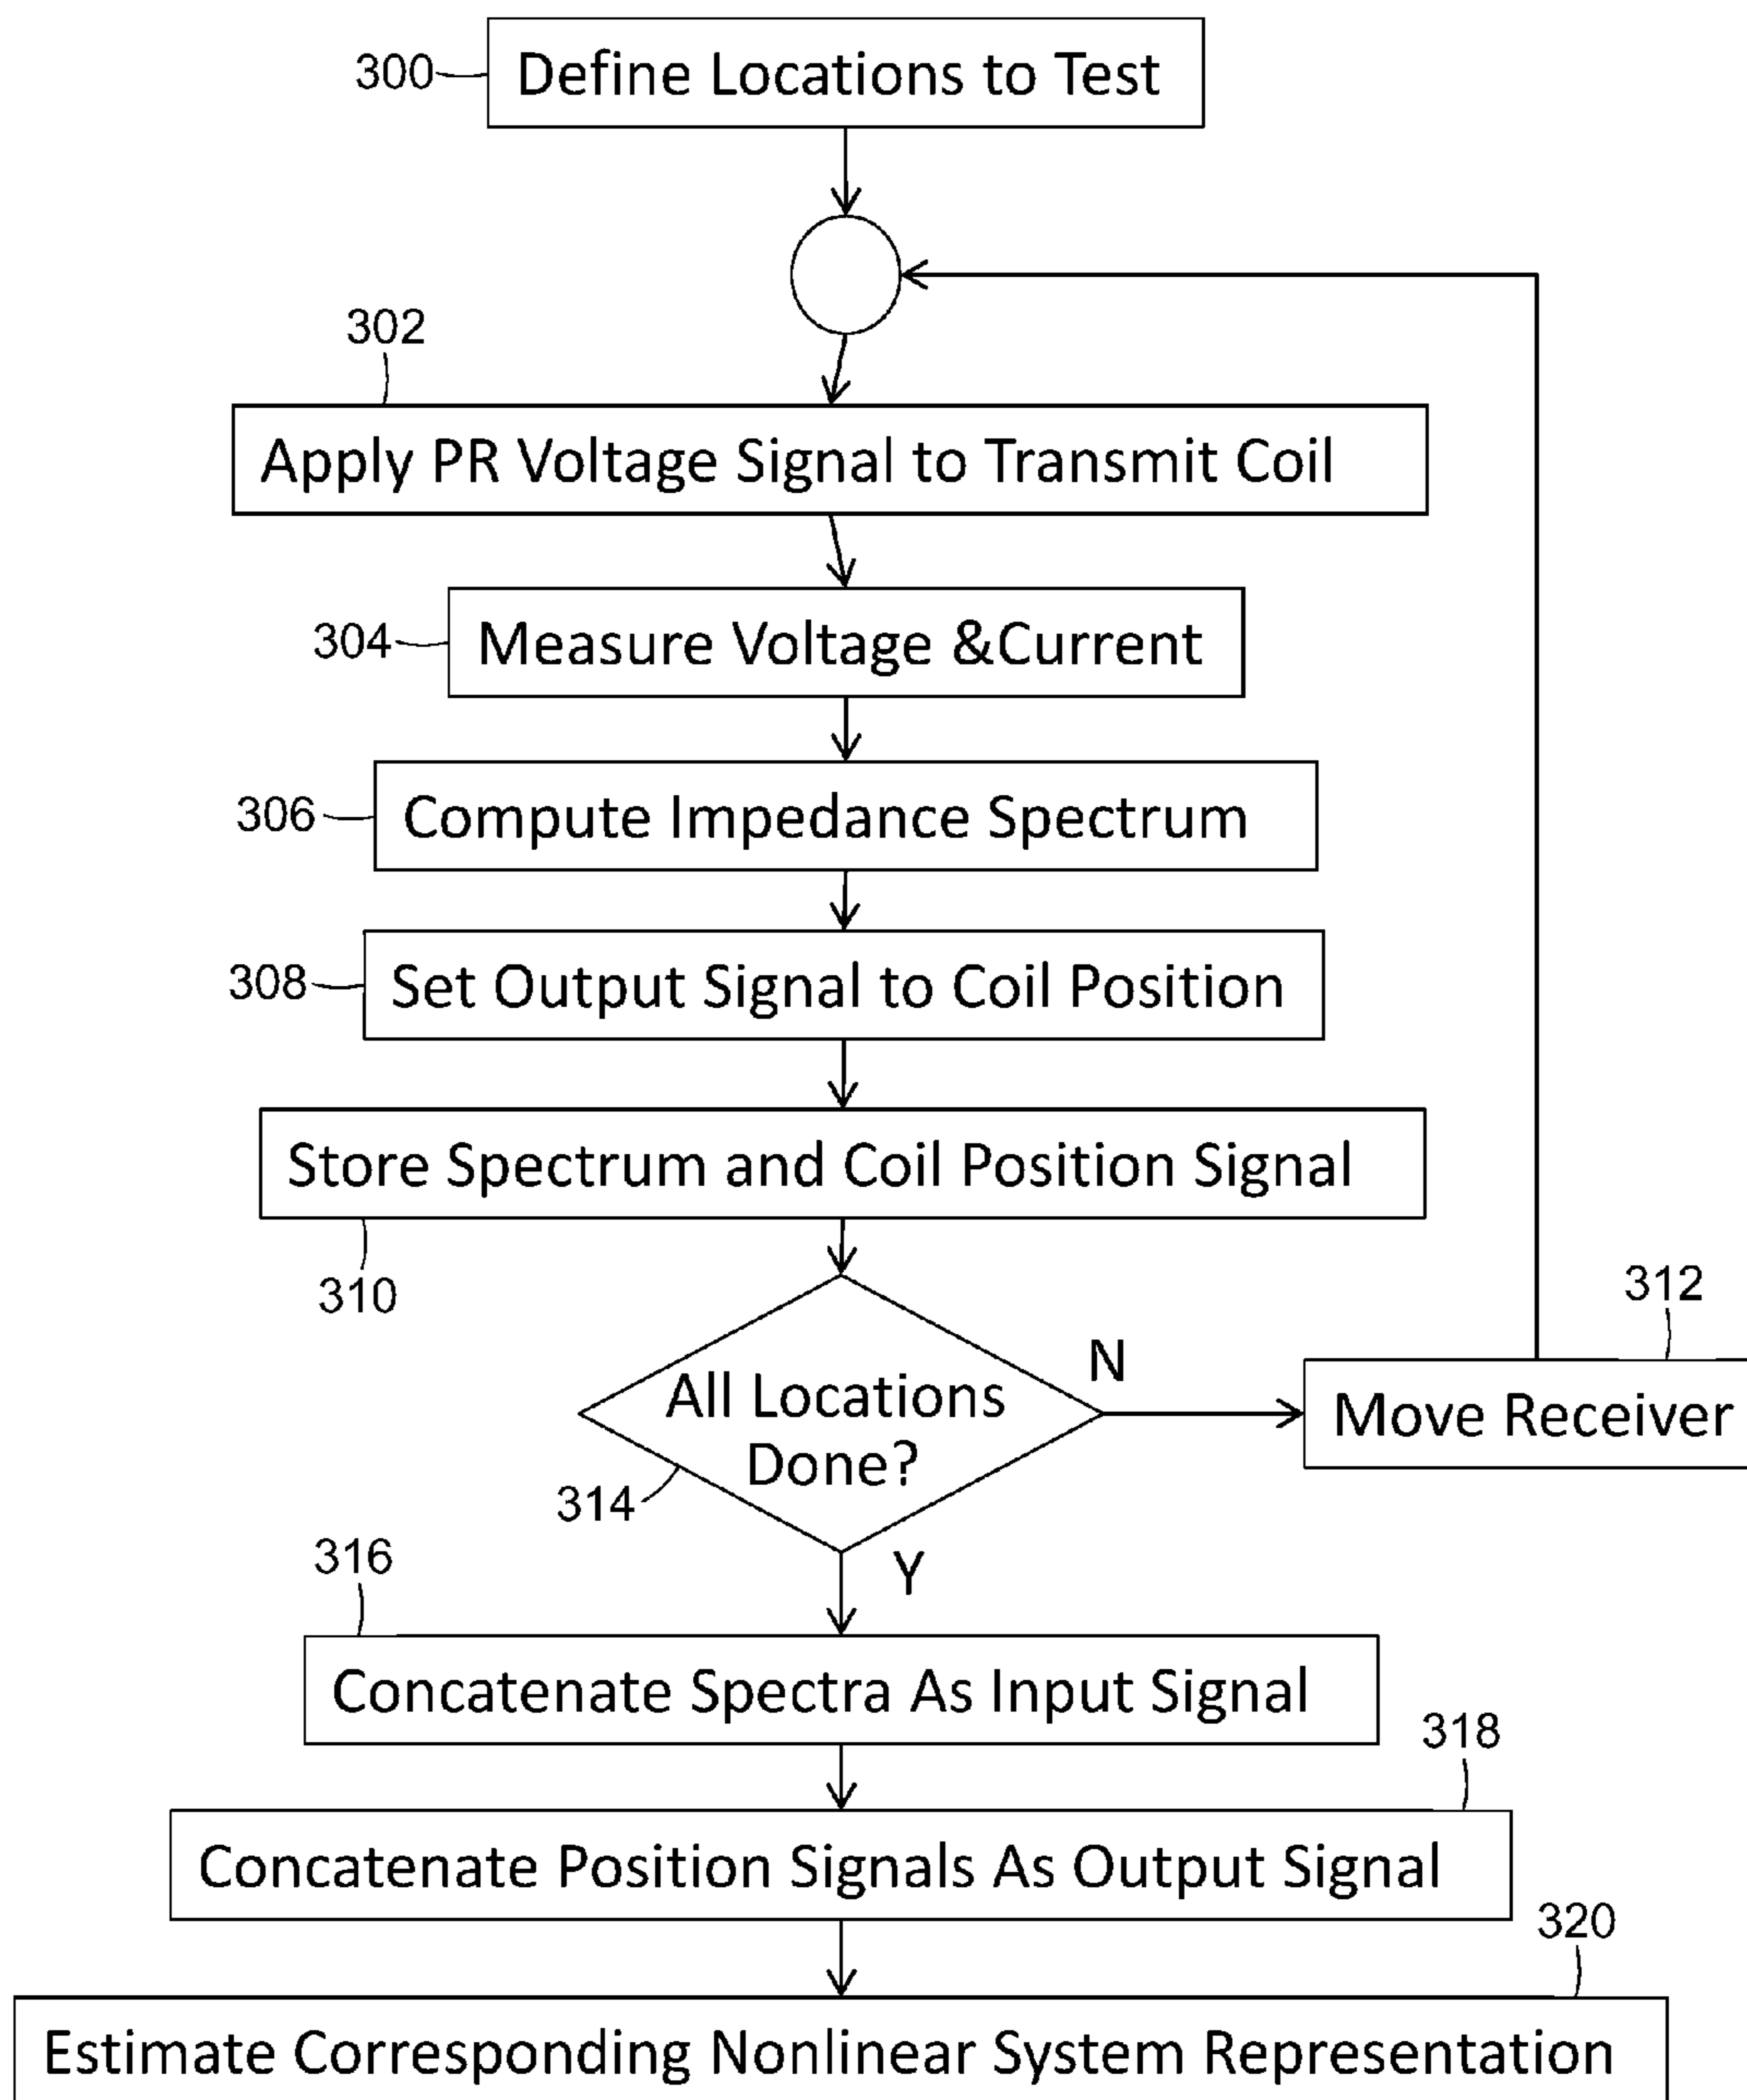 300
Define Locations to Test
302
Apply PR Voltage Signal to Transmit Coil
304
Measure Voltage &Current
306
Compute Impedance Spectrum
308
Set Output Signal to Coil Position
Store Spectrum and Coil Position Signal
310
312
N
All Locations
Done?
Move Receiver
314
Y
316
Concatenate Spectra As Input Signal
318
Concatenate Position Signals As Output Signal
320
Estimate Corresponding Nonlinear System Representation